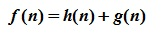 f(n) = h(n) + g(n)